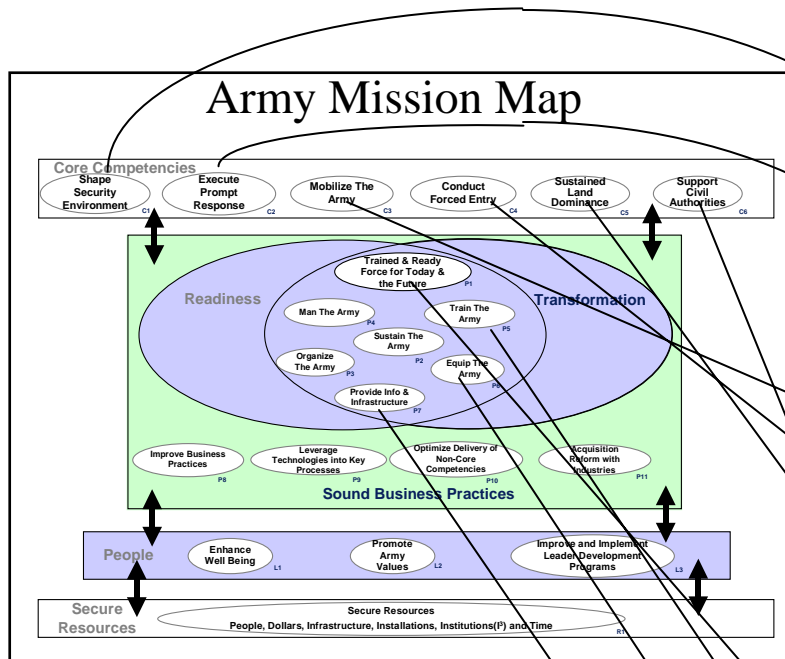 Army Mission Map
Core Competencies
Shape
Security
Environment
C1
Execute
Prompt
Response
C2
Mobilize The
Army
C3
Conduct
Forced Entry
C4
Sustained Land
Dominance
C5
Support
Civil
Authorities
C6
Readiness
Transformation
Trained & Ready
Force for Today &
the Future
P1
Man The Army
P4
Train The
Army
P5
Sustain The
Army
P2
Organize
The Army
P3
Equip The
Army
P6
Provide Info &
Infrastructure
P7
Improve Business
Practices
P8
Leverage
Technologies into Key
Processes
P9
Optimize Delivery of
Non-Core
Competencies
P10
Acquisition
Reform with
Industries
P11
Sound Business Practices
People
Enhance
Well Being
L1
Promote
Army
Values
L2
Improve and Implement
Leader Development
Programs
L3
Secure
Resources
Secure Resources
People, Dollars, Infrastructure, Installations, Institutions(I³) and Time
R1